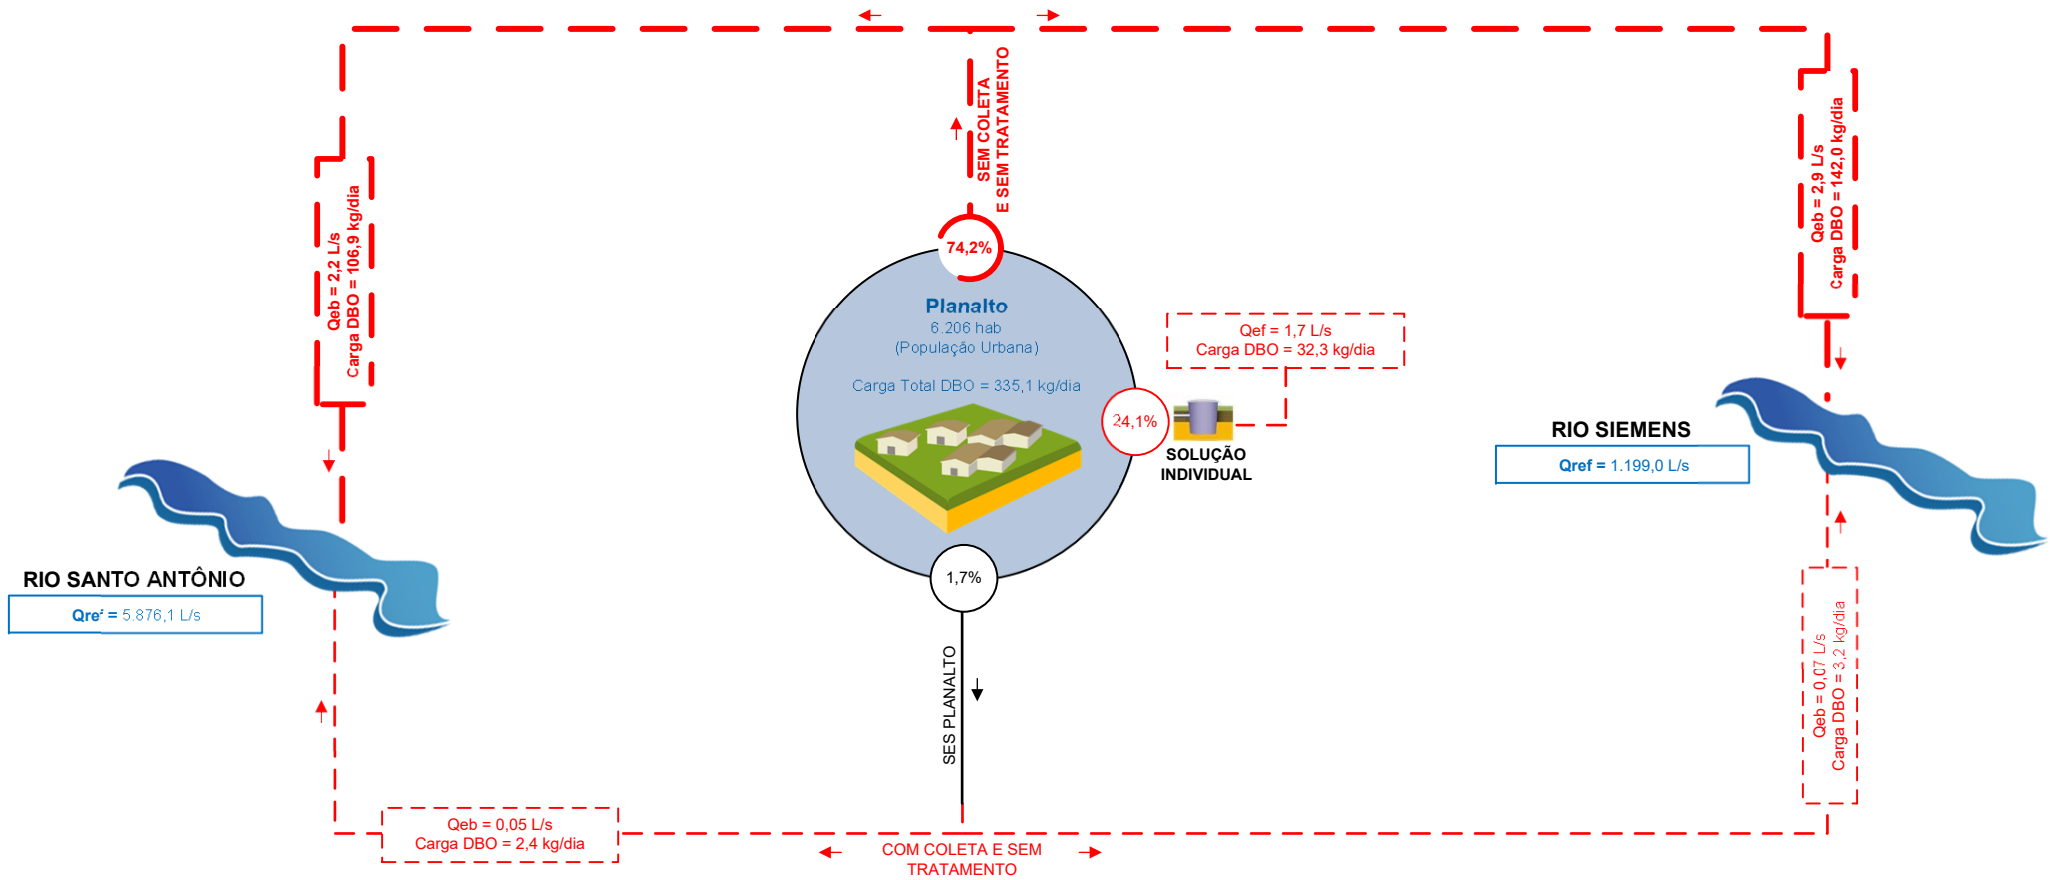 SEM COLETA
E SEM TRATAMENTO
Qeb = 2,2 L/s
Carga DBO = 106,9 kg/dia
Qeb = 2,9 L/s
Carga DBO = 142,0 kg/dia
74,2%
Planalto
6.206 hab
(População Urbana)
Carga Total DBO = 335,1 kg/dia
Qef = 1,7 L/s
Carga DBO = 32,3 kg/dia
24,1%
SOLUÇÃO
INDIVIDUAL
RIO SIEMENS
Qref = 1.199,0 L/s
RIO SANTO ANTÔNIO
Qref = 5.876,1 L/s
1,7%
SES PLANALTO
Qeb = 0,07 L/s
Carga DBO = 3,2 kg/dia
Qeb = 0,05 L/s
Carga DBO = 2,4 kg/dia
COM COLETA E SEM
TRATAMENTO